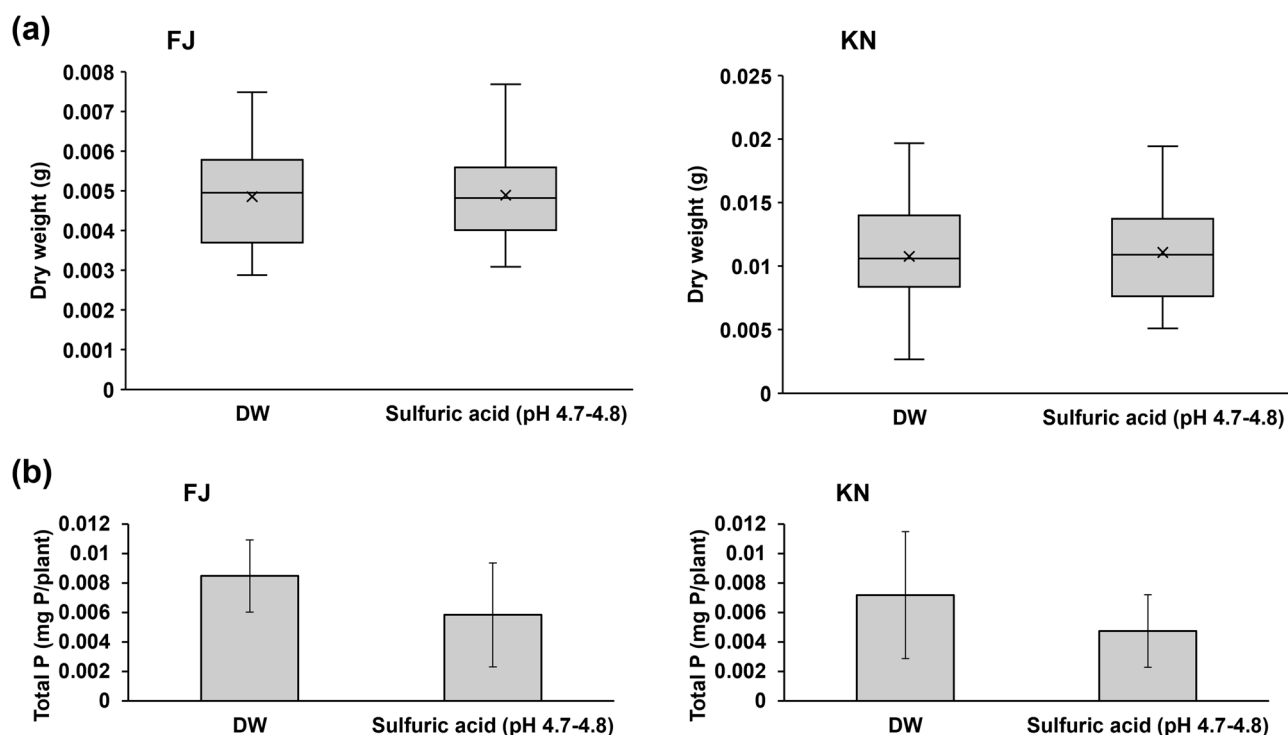 (a)
FJ
Dry weight (g)
0.008
0.007
0.006
0.005
0.004
0.003
0.002
0.001
0
DW
Sulfuric acid (pH 4.7-4.8)
KN
Dry weight (g)
0.025
0.02
0.015
0.01
0.005
0
DW
Sulfuric acid (pH 4.7-4.8)
(b)
FJ
Total P (mg P/plant)
0.012
0.01
0.008
0.006
0.004
0.002
0
DW
Sulfuric acid (pH 4.7-4.8)
KN
Total P (mg P/plant)
0.012
0.01
0.008
0.006
0.004
0.002
0
DW
Sulfuric acid (pH 4.7-4.8)